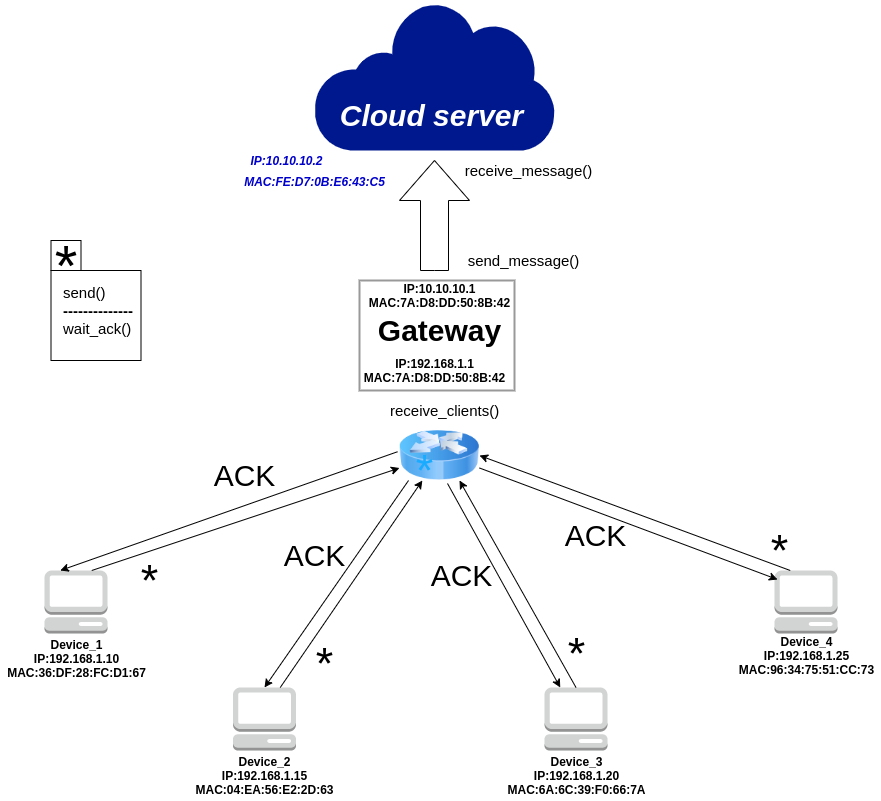 Cloud server
IP:10.10.10.2
MAC:FE:D7:0B:E6:43:C5
receive_message()
send_message()
*
send()
--------------
wait_ack()
IP:10.10.10.1
MAC:7A:D8:DD:50:8B:42
Gateway
IP:192.168.1.1
MAC:7A:D8:DD:50:8B:42
receive_clients()
*
ACK
*
ACK
*
ACK
*
ACK
*
Device_1
IP:192.168.1.10
MAC:36:DF:28:FC:D1:67
Device_2
IP:192.168.1.15
MAC:04:EA:56:E2:2D:63
Device_3
IP:192.168.1.20
MAC:6A:6C:39:F0:66:7A
Device_4
IP:192.168.1.25
MAC:96:34:75:51:CC:73